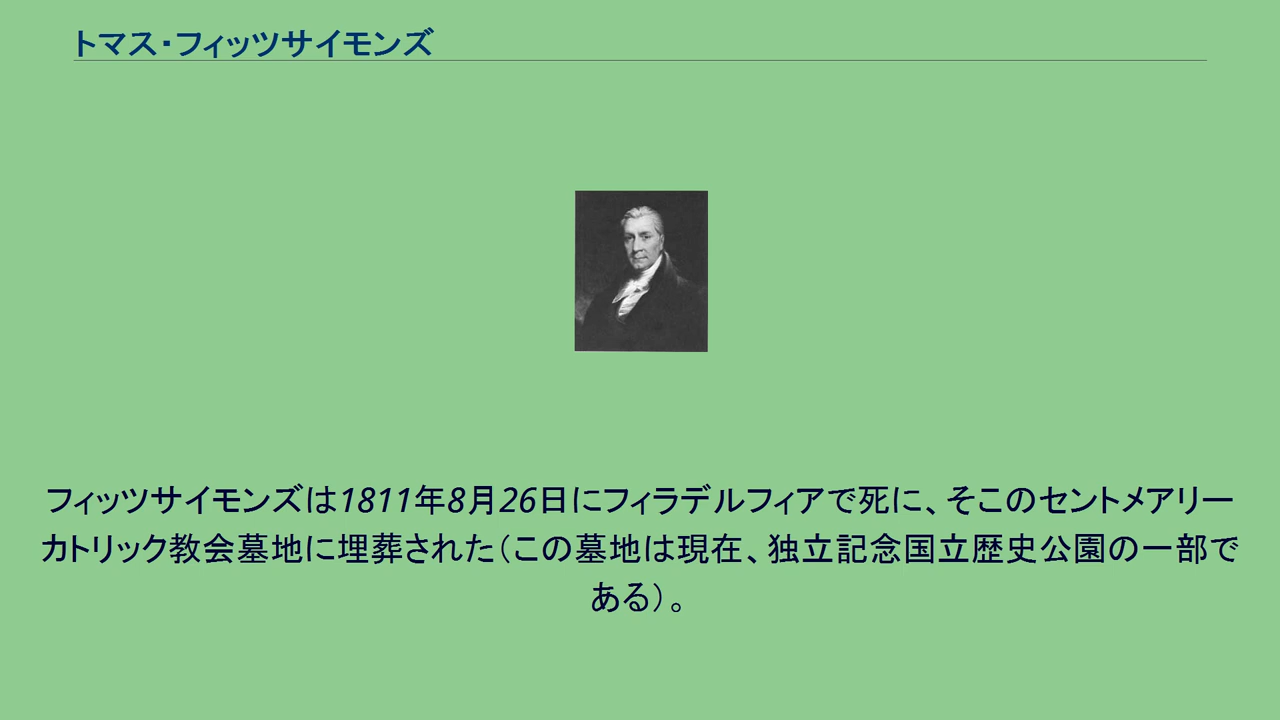 トマス・フィッツサイモンズ
フィッツサイモンズは1811年8月26日にフィラデルフィアで死に、そこのセントメアリー
カトリック教会墓地に埋葬された（この墓地は現在、独立記念国立歴史公園の一部で
ある）。